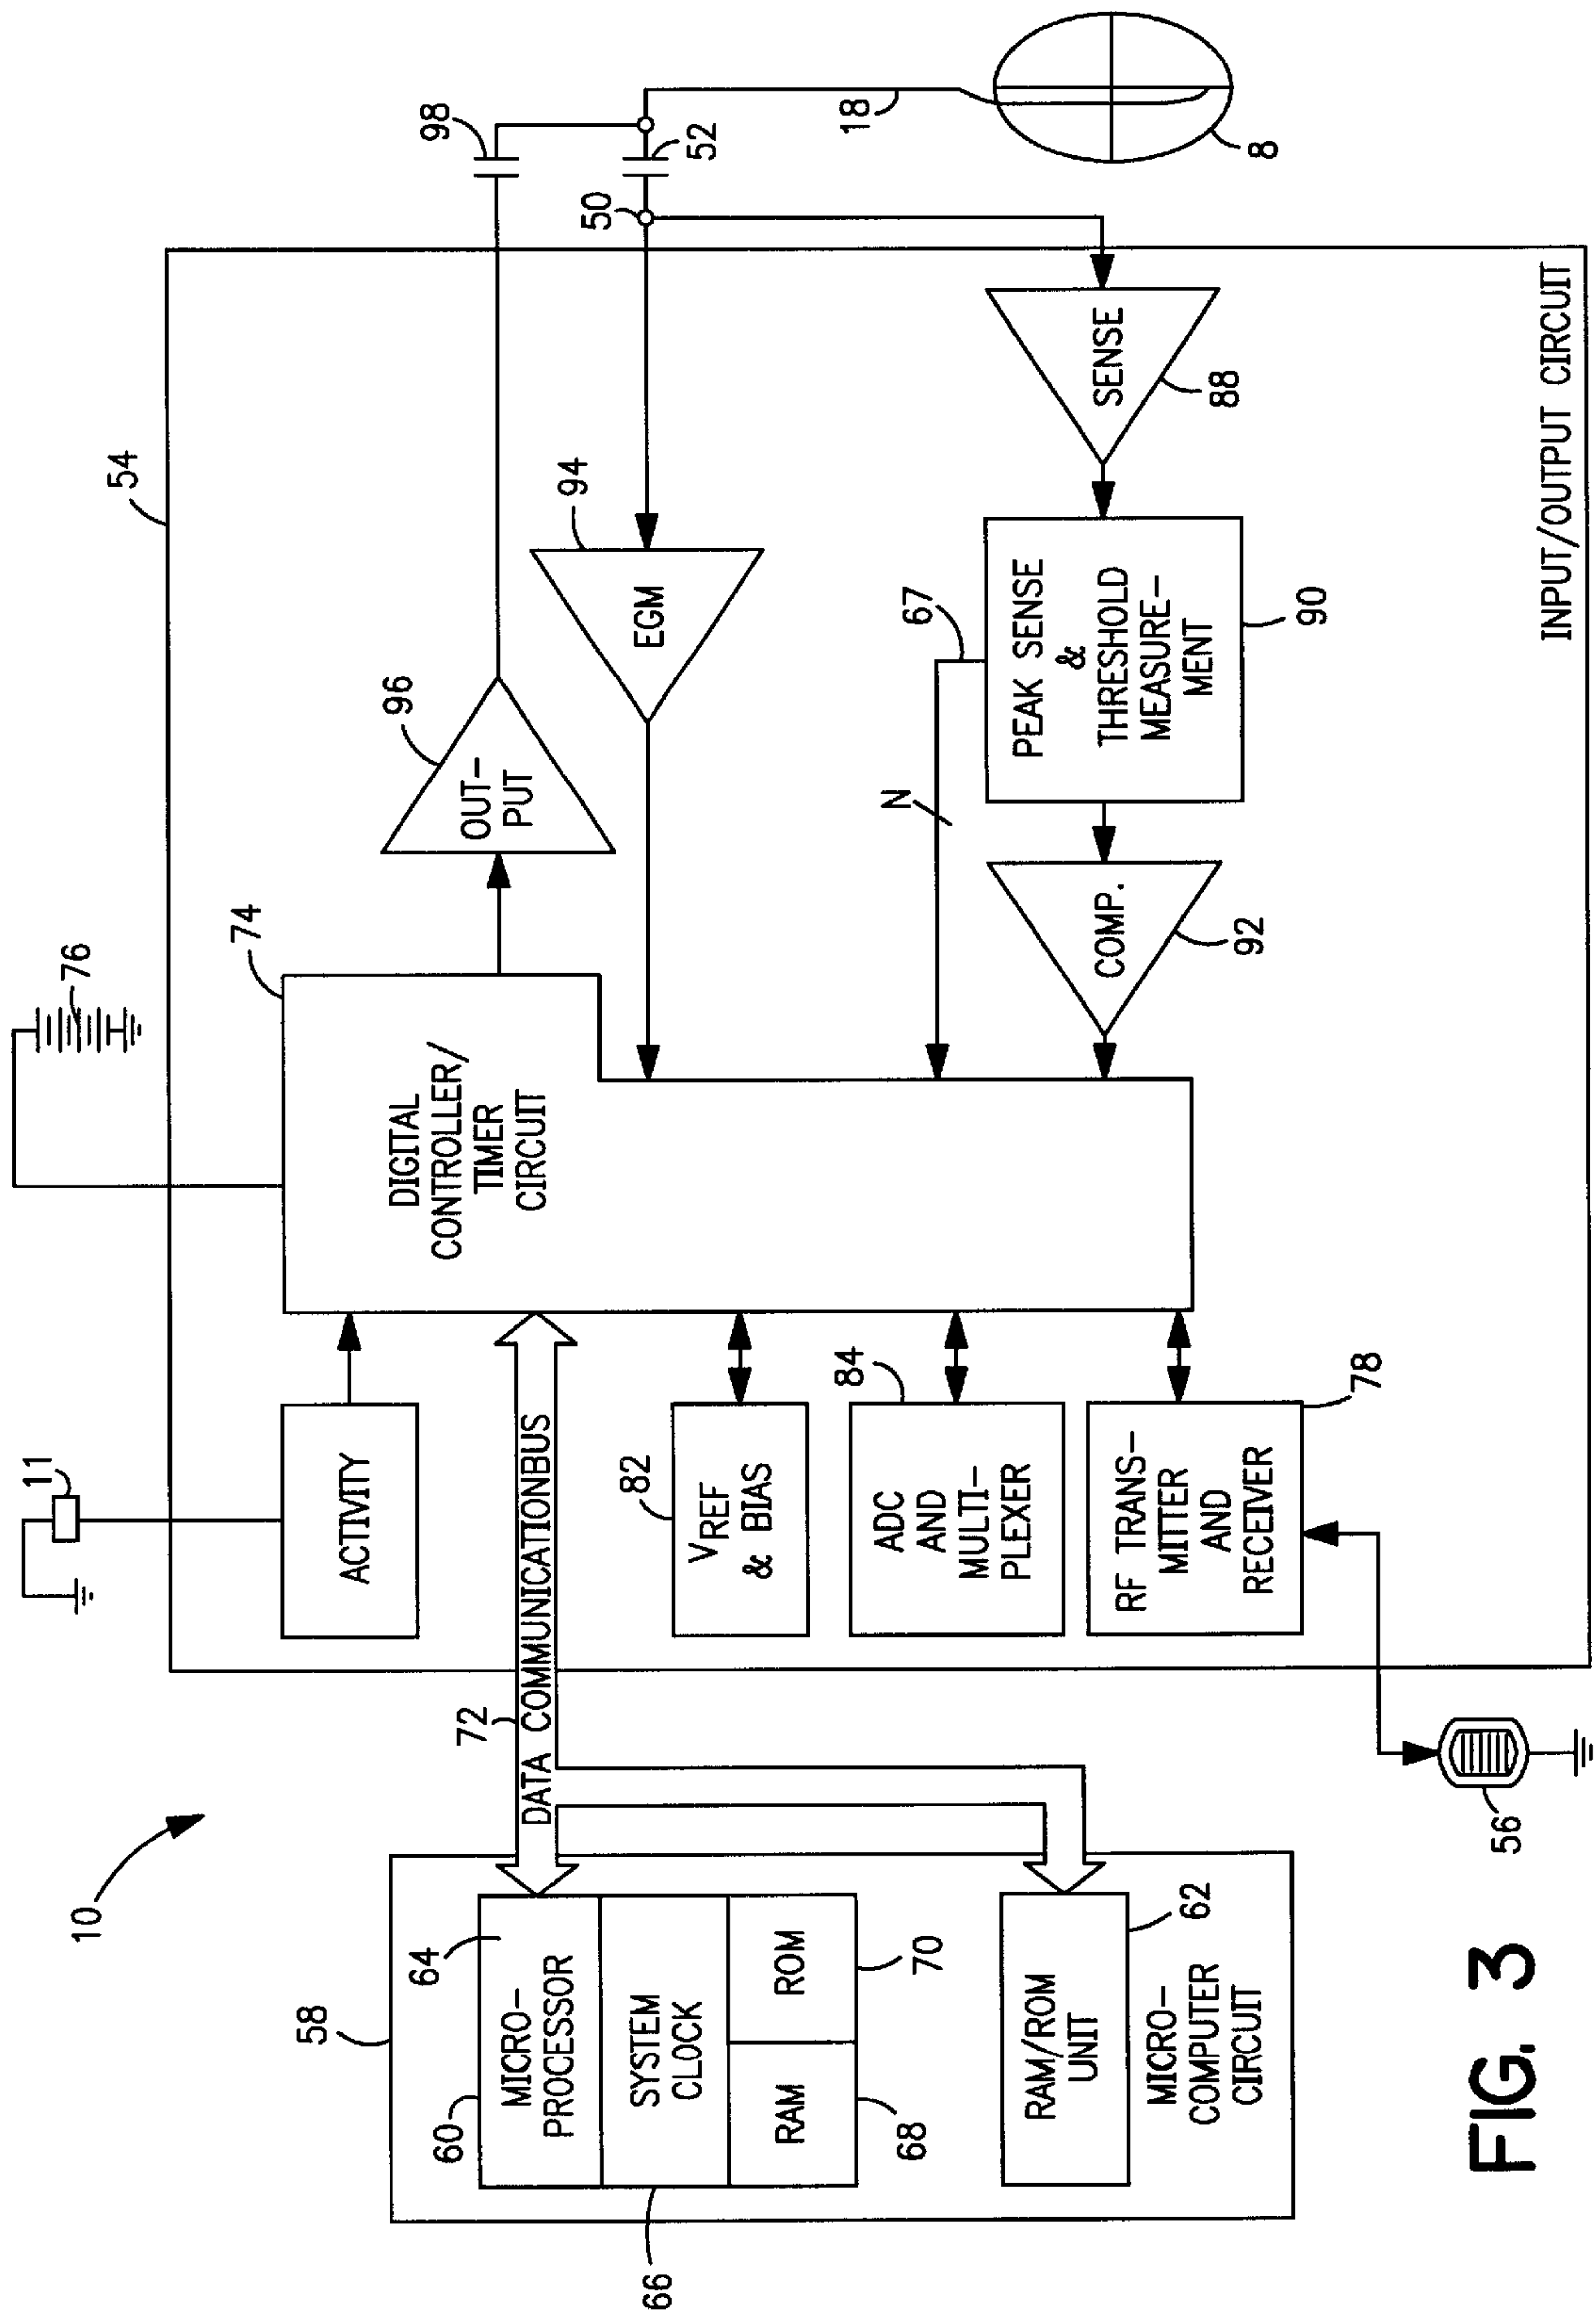 10
58
60
64
MICRO-
PROCESSOR
SYSTEM
CLOCK
66
RAM
ROM
68
70
RAM/ROM
UNIT
62
MICRO-
COMPUTER
CIRCUIT
72
DATA COMMUNICATIONBUS
11
ACTIVITY
82
VREF
& BIAS
84
ADC
AND
MULTI-
PLEXER
RF TRANS-
MITTER
AND
RECEIVER
78
56
76
74
DIGITAL
CONTROLLER/
TIMER
CIRCUIT
54
96
OUT-
PUT
94
EGM
67
N
PEAK SENSE
&
THRESHOLD
MEASURE-
MENT
90
COMP.
92
SENSE
88
98
50
52
18
8
INPUT/OUTPUT CIRCUIT
FIG. 3